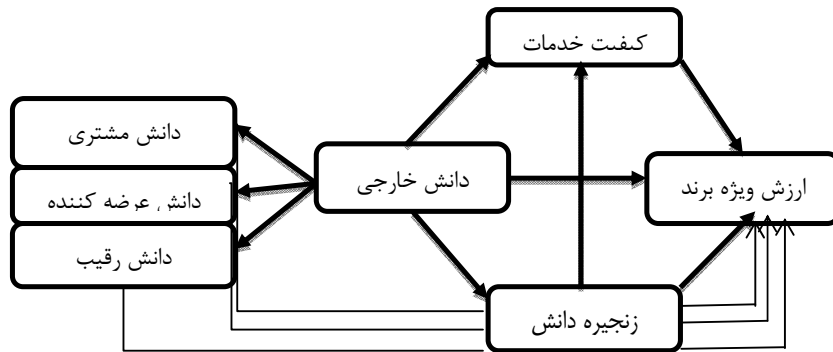 کیفیت خدمات
دانش مشتری
دانش خارجی
ارزش ویژه برند
دانش عرضه کننده
دانش رقیب
زنجیره دانش